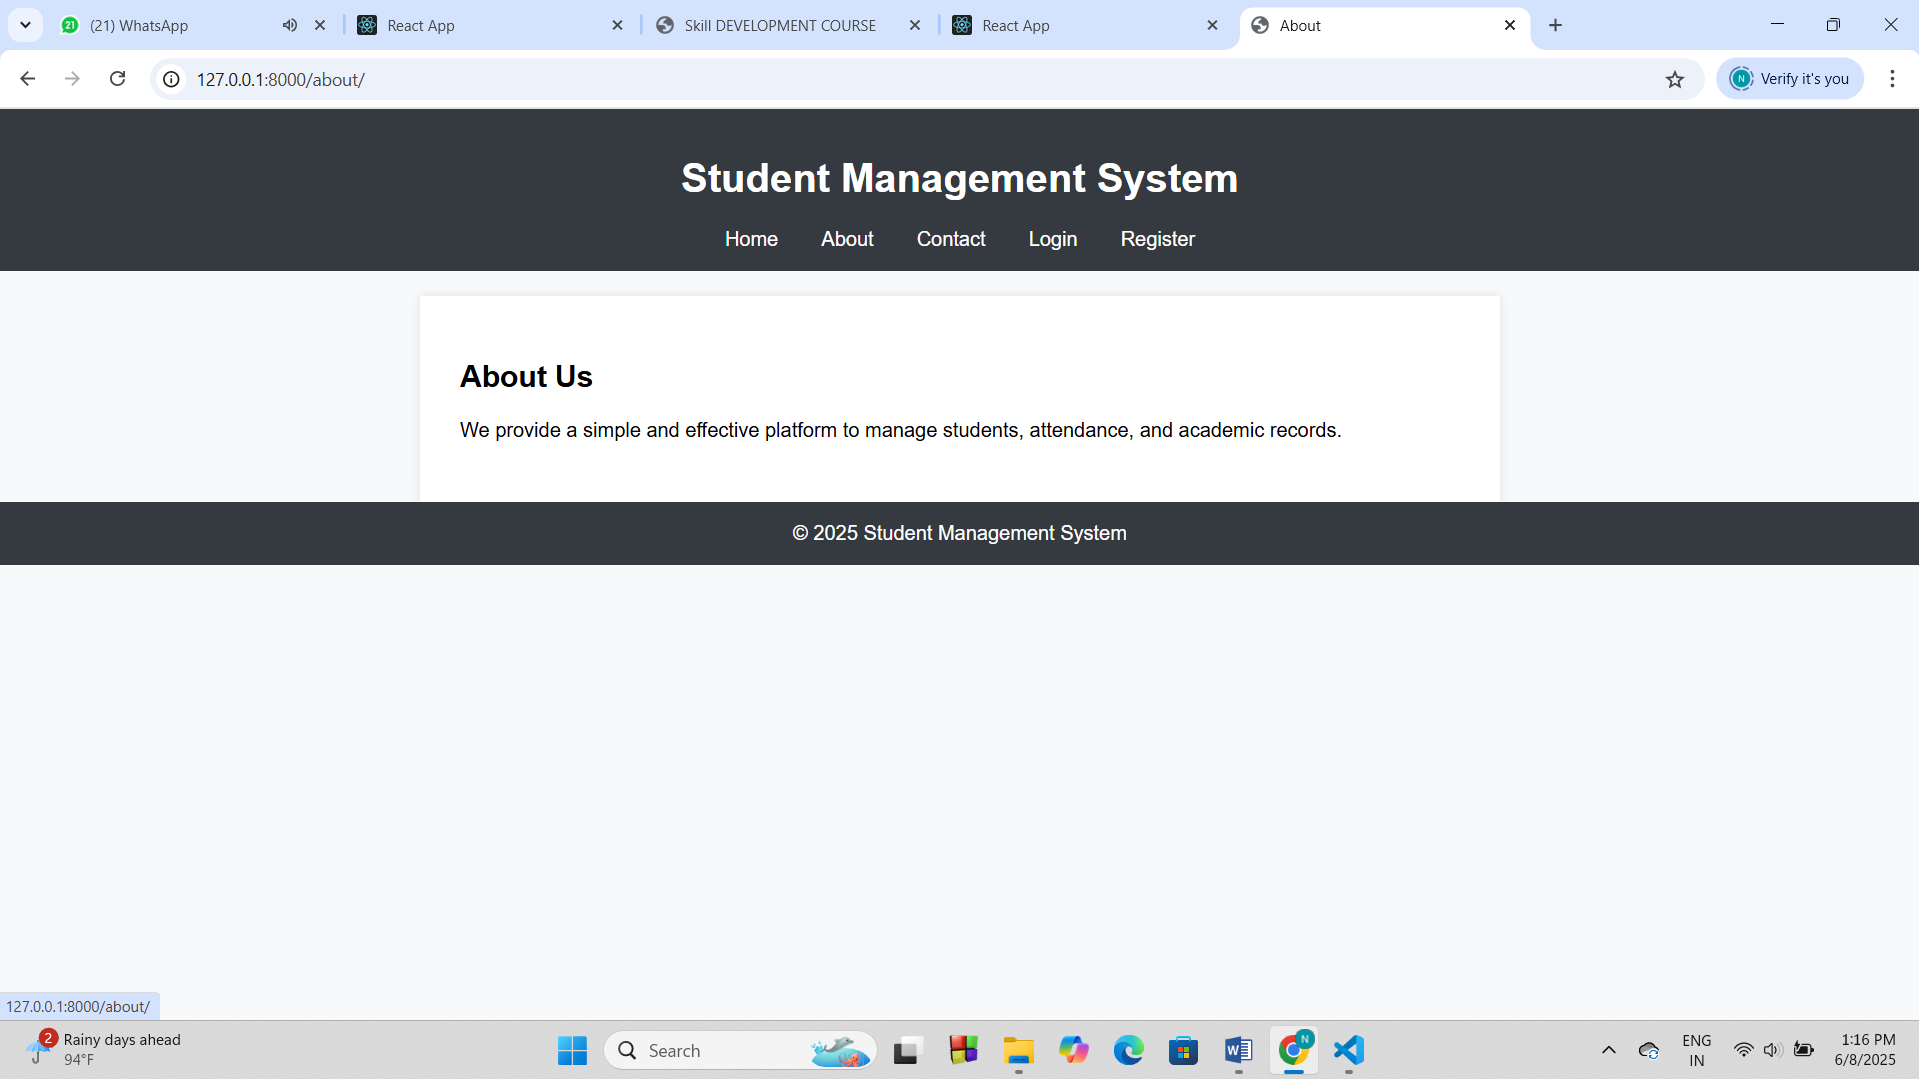 21 (21) WhatsApp
React App
Skill DEVELOPMENT COURSE
React App
About
127.0.0.1:8000/about/
N Verify it's you
Student Management System
Home About Contact Login Register
About Us
We provide a simple and effective platform to manage students, attendance, and academic records.
© 2025 Student Management System
127.0.0.1:8000/about/
2 Rainy days ahead
94°F
Search
W
N
ENG
IN
1:16 PM
6/8/2025